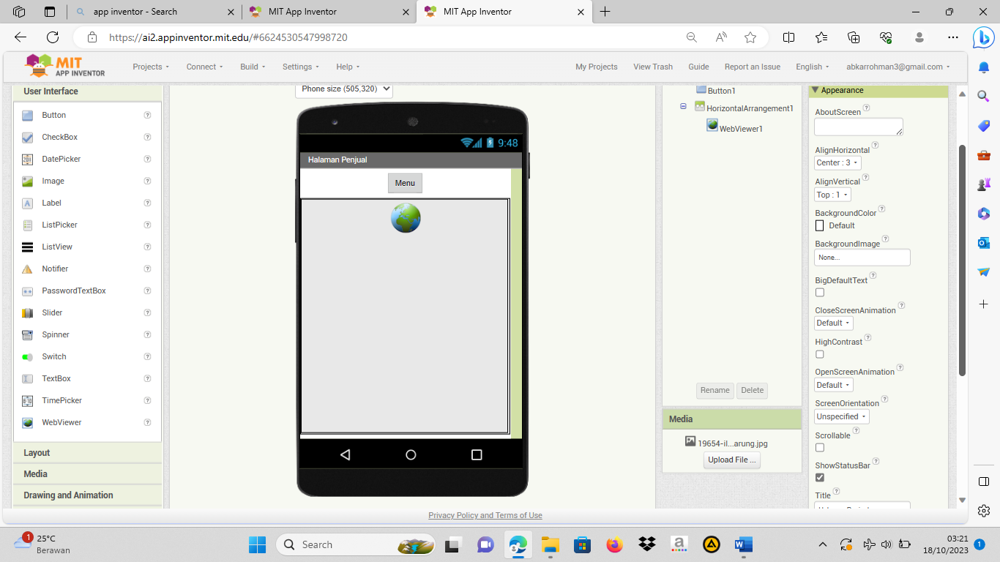 app inventor - Search
MIT App Inventor
MIT App Inventor
https://ai2.appinventor.mit.edu/#6624530547998720
MIT
APP INVENTOR
Projects
Connect
Build
Settings
Help
My Projects
View Trash
Guide
Report an Issue
English
abkarrohman3@gmail.com
User Interface
Button
CheckBox
DatePicker
Image
Label
ListPicker
ListView
Notifier
PasswordTextBox
Slider
Spinner
Switch
TextBox
TimePicker
WebViewer
Layout
Media
Drawing and Animation
Phone size (505,320)
9:48
Halaman Penjual
Menu
Button1
HorizontalArrangement1
WebViewer1
Rename
Delete
Media
19654-il...arung.jpg
Upload File ...
Appearance
AboutScreen
AlignHorizontal
Center : 3
AlignVertical
Top : 1
BackgroundColor
Default
BackgroundImage
None...
BigDefaultText
CloseScreenAnimation
Default
HighContrast
OpenScreenAnimation
Default
ScreenOrientation
Unspecified
Scrollable
ShowStatusBar
Title
Privacy Policy and Terms of Use
1
25°C
Berawan
Search
03:21
18/10/2023
1